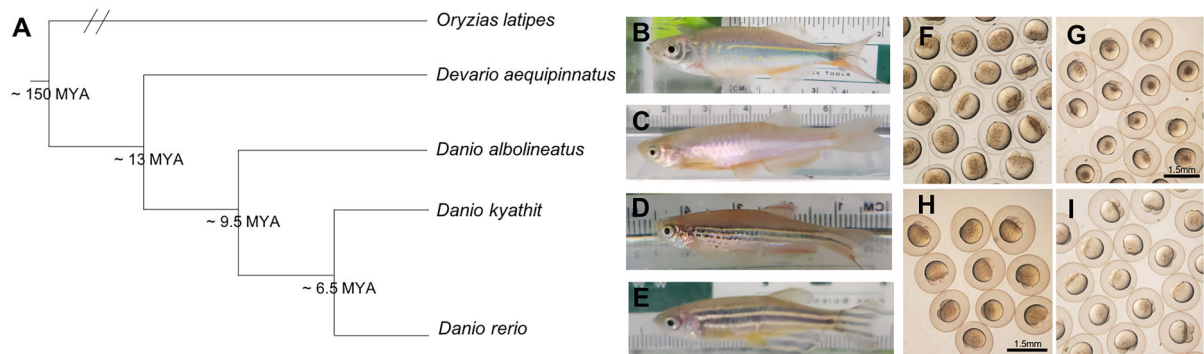 A
Oryzias latipes
~ 150 MYA
Devario aequipinnatus
~ 13 MYA
Danio albolineatus
~ 9.5 MYA
Danio kyathit
~ 6.5 MYA
Danio rerio
B
C
D
E
F
G
1.5mm
H
1.5mm
I